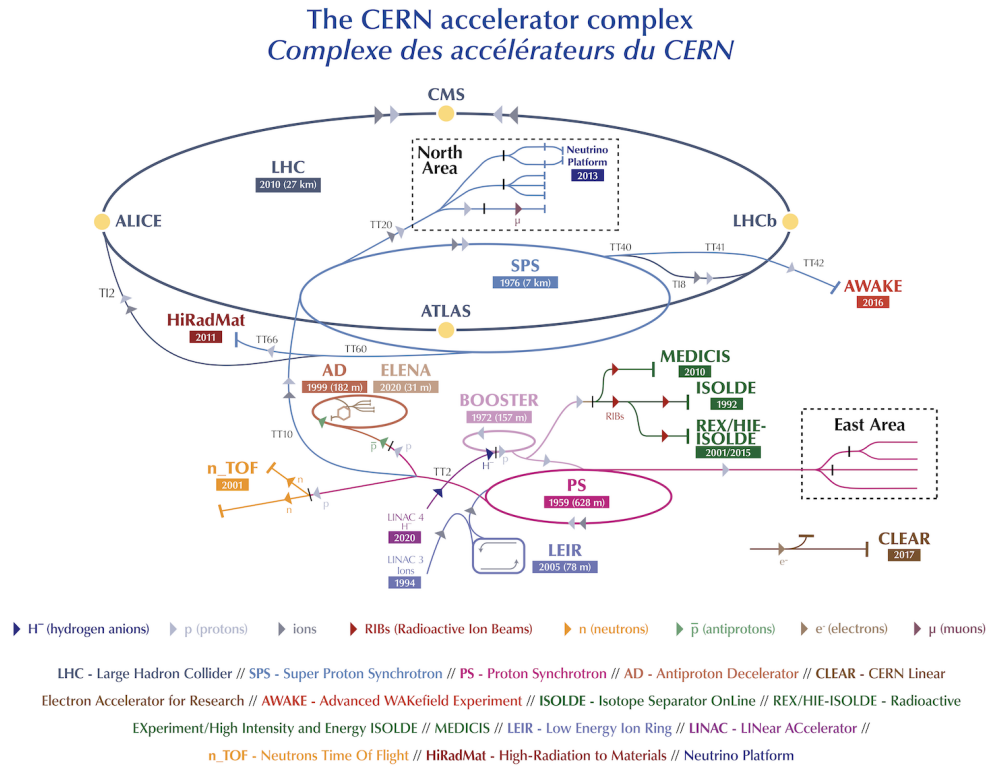 The CERN accelerator complex
Complexe des accélérateurs du CERN
CMS
LHC
2010 (27 km)
North
Area
Neutrino
Platform
2013
μ
ALICE
LHCb
TT20
TT40
TT41
TT42
SPS
1976 (7 km)
TI8
TI2
AWAKE
2016
ATLAS
HiRadMat
2011
TT66
TT60
AD
1999 (182 m)
ELENA
2020 (31 m)
MEDICIS
2010
ISOLDE
1992
BOOSTER
1972 (157 m)
RIBs
REX/HIE-
ISOLDE
2001/2015
East Area
TT10
p̅
p
H⁻
p
n_TOF
2001
n
n
p
TT2
PS
1959 (628 m)
LINAC 4
H⁻
2020
LINAC 3
Ions
1994
LEIR
2005 (78 m)
CLEAR
2017
e⁻
H⁻ (hydrogen anions)
p (protons)
ions
RIBs (Radioactive Ion Beams)
n (neutrons)
p̅ (antiprotons)
e⁻ (electrons)
μ (muons)
LHC - Large Hadron Collider // SPS - Super Proton Synchrotron // PS - Proton Synchrotron // AD - Antiproton Decelerator // CLEAR - CERN Linear
Electron Accelerator for Research // AWAKE - Advanced WAKefield Experiment // ISOLDE - Isotope Separator OnLine // REX/HIE-ISOLDE - Radioactive
EXperiment/High Intensity and Energy ISOLDE // MEDICIS // LEIR - Low Energy Ion Ring // LINAC - LINear ACcelerator //
n_TOF - Neutrons Time Of Flight // HiRadMat - High-Radiation to Materials // Neutrino Platform